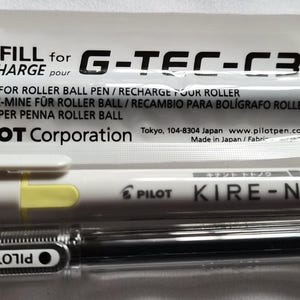 FILL for G-TEC-C3
HARGE pour
FOR ROLLER BALL PEN / RECHARGE POUR ROLLER
-MINE FÜR ROLLER BALL / RECAMBIO PARA BOLÍGRAFO ROLLE
PER PENNA ROLLER BALL
OT Corporation
Tokyo, 104-8304 Japan www.pilotpen.co
Made in Japan / Fabri
PILOT KIRE-N
PILOT